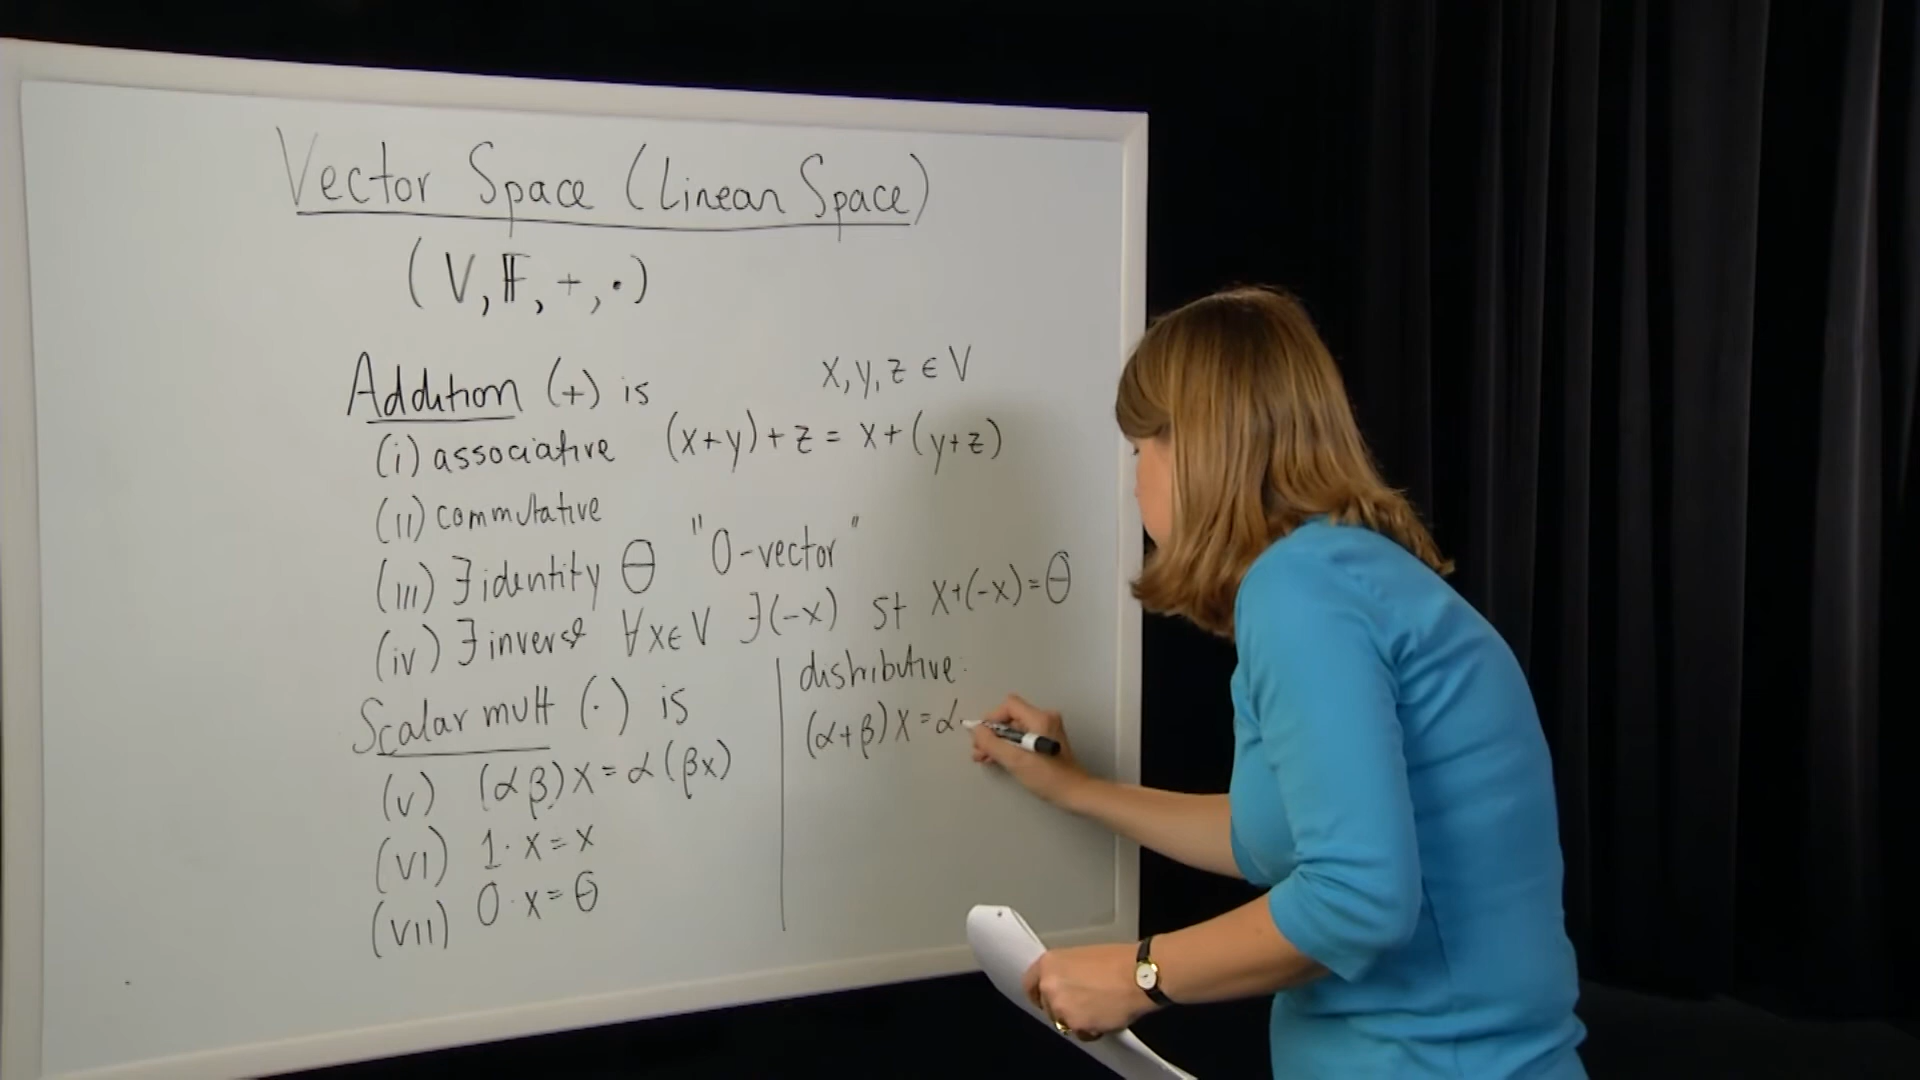 Vector Space (Linear Space)
(V, 𝔽, +, ·)
Addition (+) is
x, y, z ∈ V
(i) associative (x+y)+z = x+(y+z)
(ii) commutative
(iii) ∃ identity θ "0-vector"
(iv) ∃ inverse ∀x∈V ∃(-x) st x+(-x)=θ
Scalar mult (·) is
(v) (αβ)x = α(βx)
(vi) 1·x = x
(vii) 0·x = θ
distributive:
(α+β)x = α